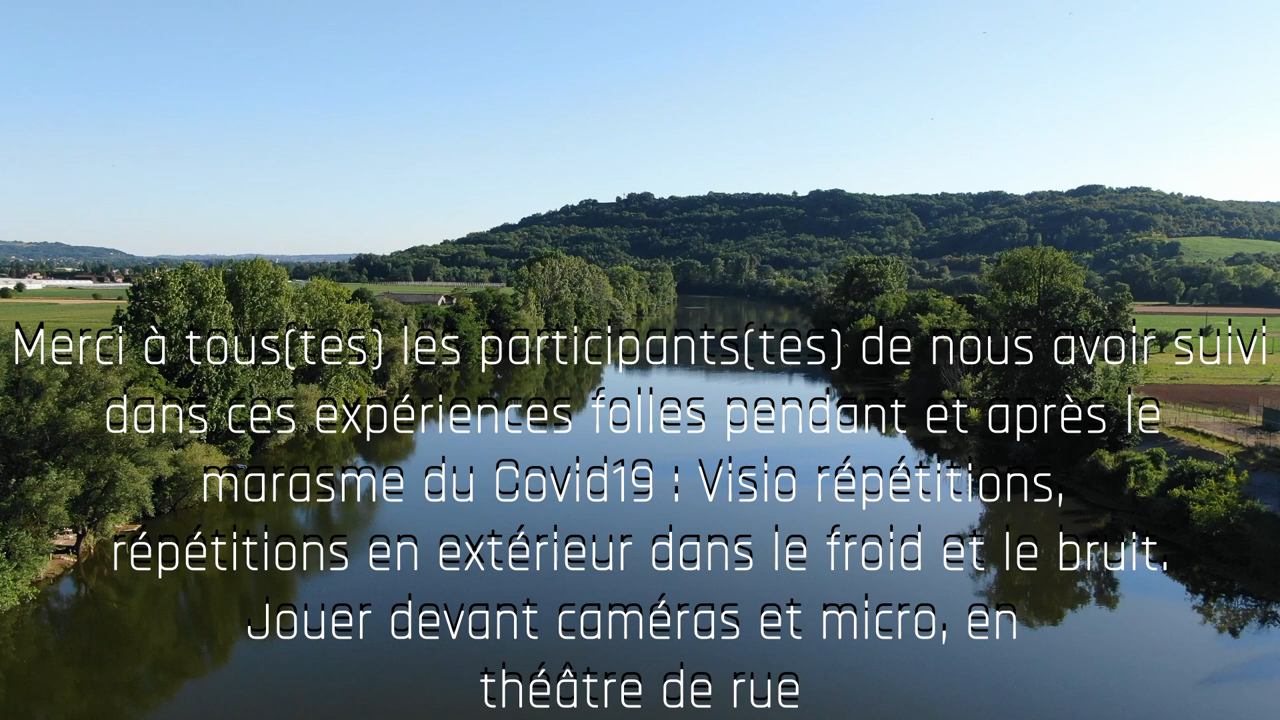 Merci à tous(tes) les participants(tes) de nous avoir suivi
dans ces expériences folles pendant et après le
marasme du Covid19 : Visio répétitions,
répétitions en extérieur dans le froid et le bruit.
Jouer devant caméras et micro, en
théâtre de rue